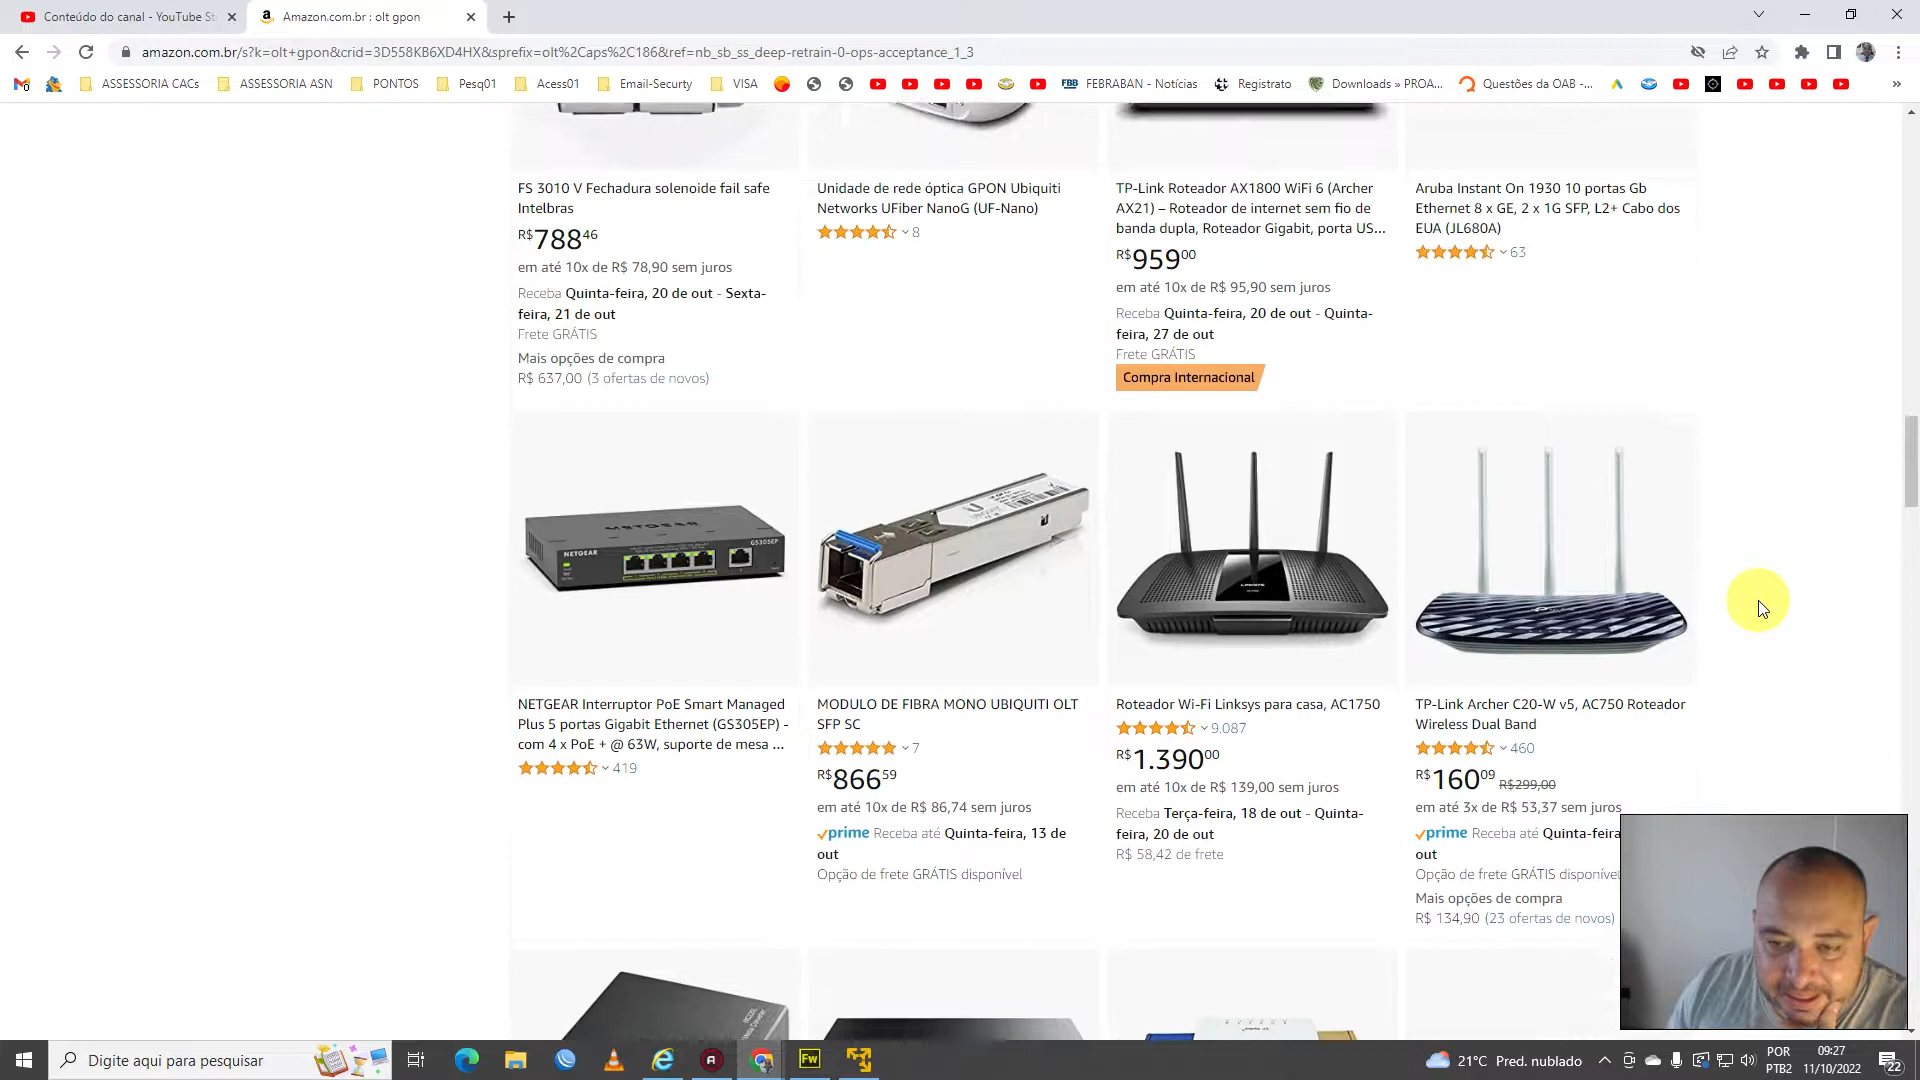 Conteúdo do canal - YouTube St
Amazon.com.br : olt gpon
amazon.com.br/s?k=olt+gpon&crid=3D558KB6XD4HX&sprefix=olt%2Caps%2C186&ref=nb_sb_ss_deep-retrain-0-ops-acceptance_1_3
ASSESSORIA CACs
ASSESSORIA ASN
PONTOS
Pesq01
Acess01
Email-Securty
VISA
FBB
FEBRABAN - Notícias
Registrato
Downloads » PROA...
Questões da OAB -...
»
FS 3010 V Fechadura solenoide fail safe
Intelbras
R$78846
em até 10x de R$ 78,90 sem juros
Receba Quinta-feira, 20 de out - Sexta-
feira, 21 de out
Frete GRÁTIS
Mais opções de compra
R$ 637,00 (3 ofertas de novos)
Unidade de rede óptica GPON Ubiquiti
Networks UFiber NanoG (UF-Nano)
8
TP-Link Roteador AX1800 WiFi 6 (Archer
AX21) – Roteador de internet sem fio de
banda dupla, Roteador Gigabit, porta US...
R$95900
em até 10x de R$ 95,90 sem juros
Receba Quinta-feira, 20 de out - Quinta-
feira, 27 de out
Frete GRÁTIS
Compra Internacional
Aruba Instant On 1930 10 portas Gb
Ethernet 8 x GE, 2 x 1G SFP, L2+ Cabo dos
EUA (JL680A)
63
NETGEAR
NETGEAR
GS305EP
NETGEAR Interruptor PoE Smart Managed
Plus 5 portas Gigabit Ethernet (GS305EP) -
com 4 x PoE + @ 63W, suporte de mesa ...
419
MODULO DE FIBRA MONO UBIQUITI OLT
SFP SC
7
R$86659
em até 10x de R$ 86,74 sem juros
prime Receba até Quinta-feira, 13 de
out
Opção de frete GRÁTIS disponível
Roteador Wi-Fi Linksys para casa, AC1750
9.087
R$1.39000
em até 10x de R$ 139,00 sem juros
Receba Terça-feira, 18 de out - Quinta-
feira, 20 de out
R$ 58,42 de frete
TP-Link Archer C20-W v5, AC750 Roteador
Wireless Dual Band
460
R$16009 R$299,00
em até 3x de R$ 53,37 sem juros
prime Receba até Quinta-feira
out
Opção de frete GRÁTIS disponíve
Mais opções de compra
R$ 134,90 (23 ofertas de novos)
Digite aqui para pesquisar
Fw
21°C Pred. nublado
POR
PTB2
09:27
11/10/2022
22